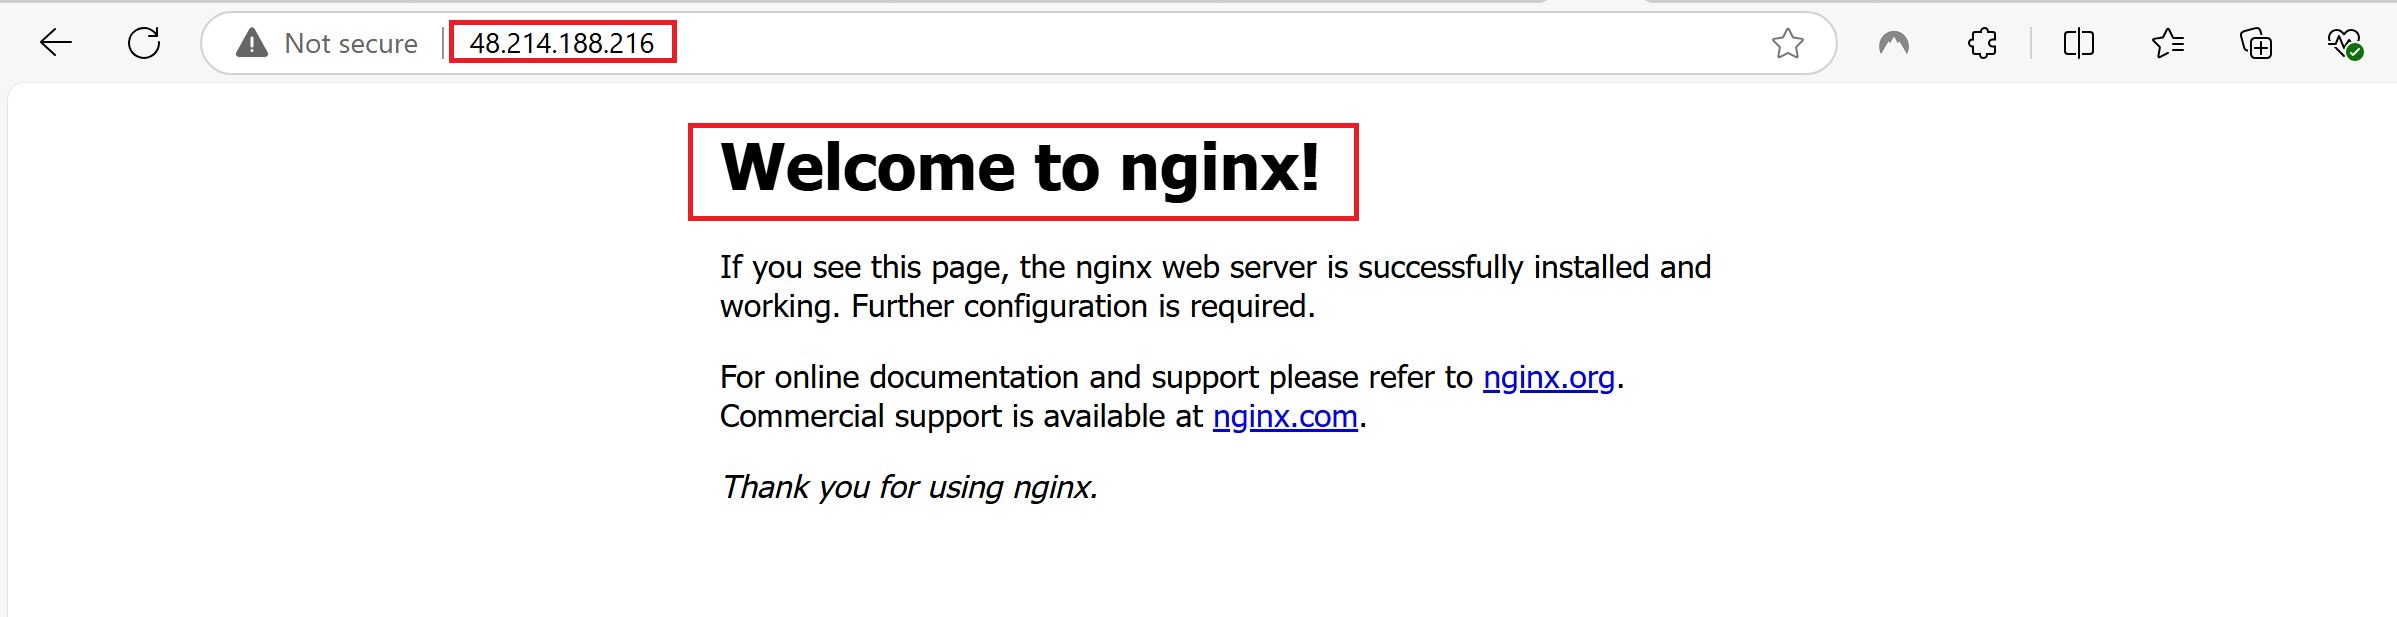 Not secure 48.214.188.216
Welcome to nginx!
If you see this page, the nginx web server is successfully installed and
working. Further configuration is required.
For online documentation and support please refer to nginx.org.
Commercial support is available at nginx.com.
Thank you for using nginx.